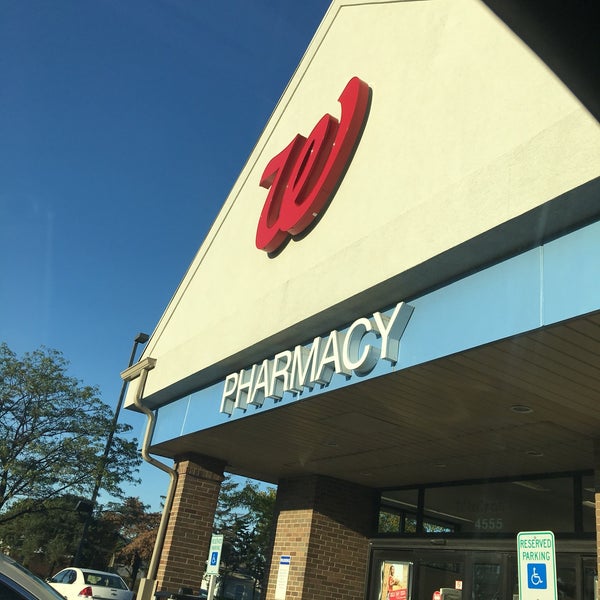 W
PHARMACY
4555
RESERVED
PARKING